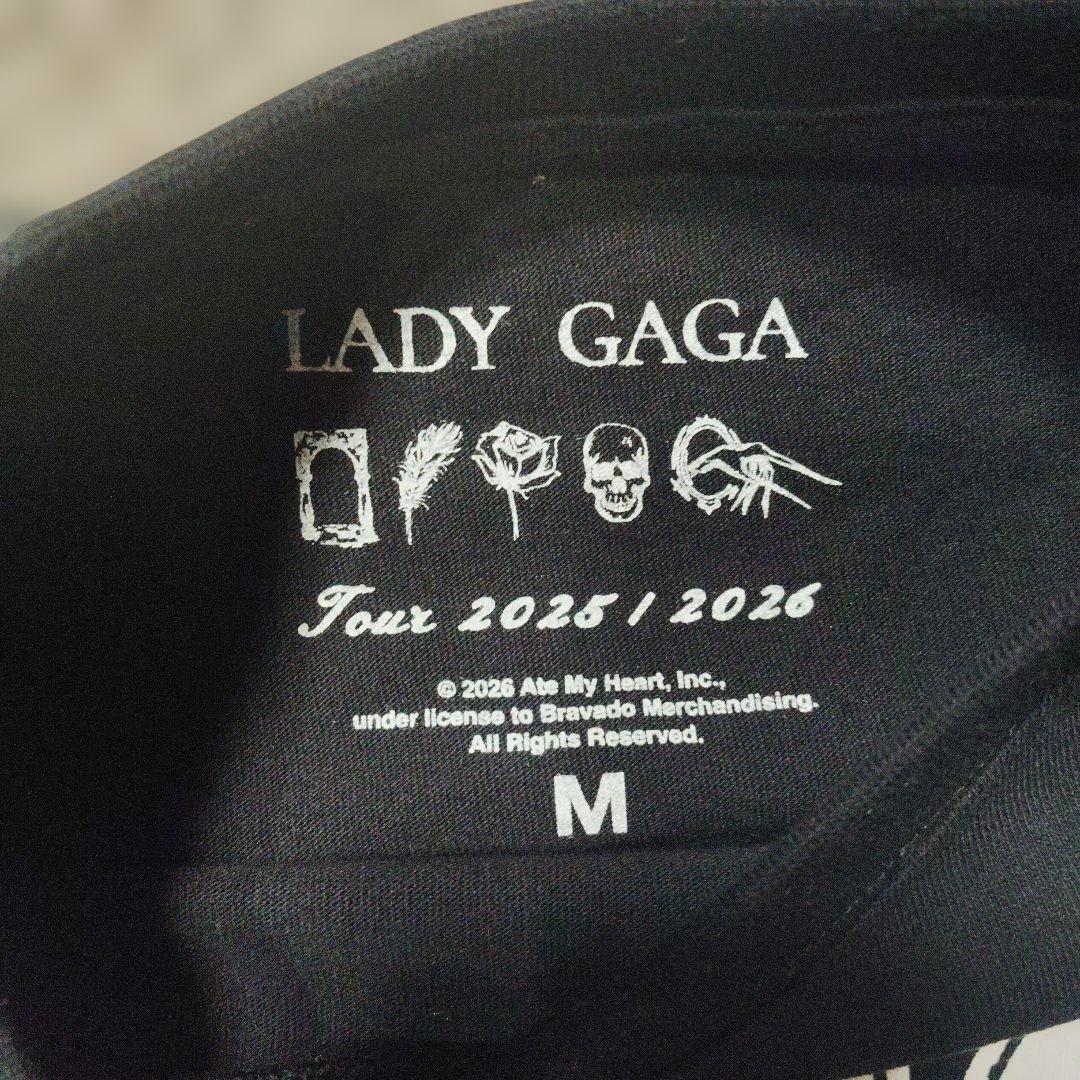 LADY GAGA
Tour 2025 / 2026
© 2026 Ate My Heart, Inc.,
under license to Bravado Merchandising.
All Rights Reserved.
M